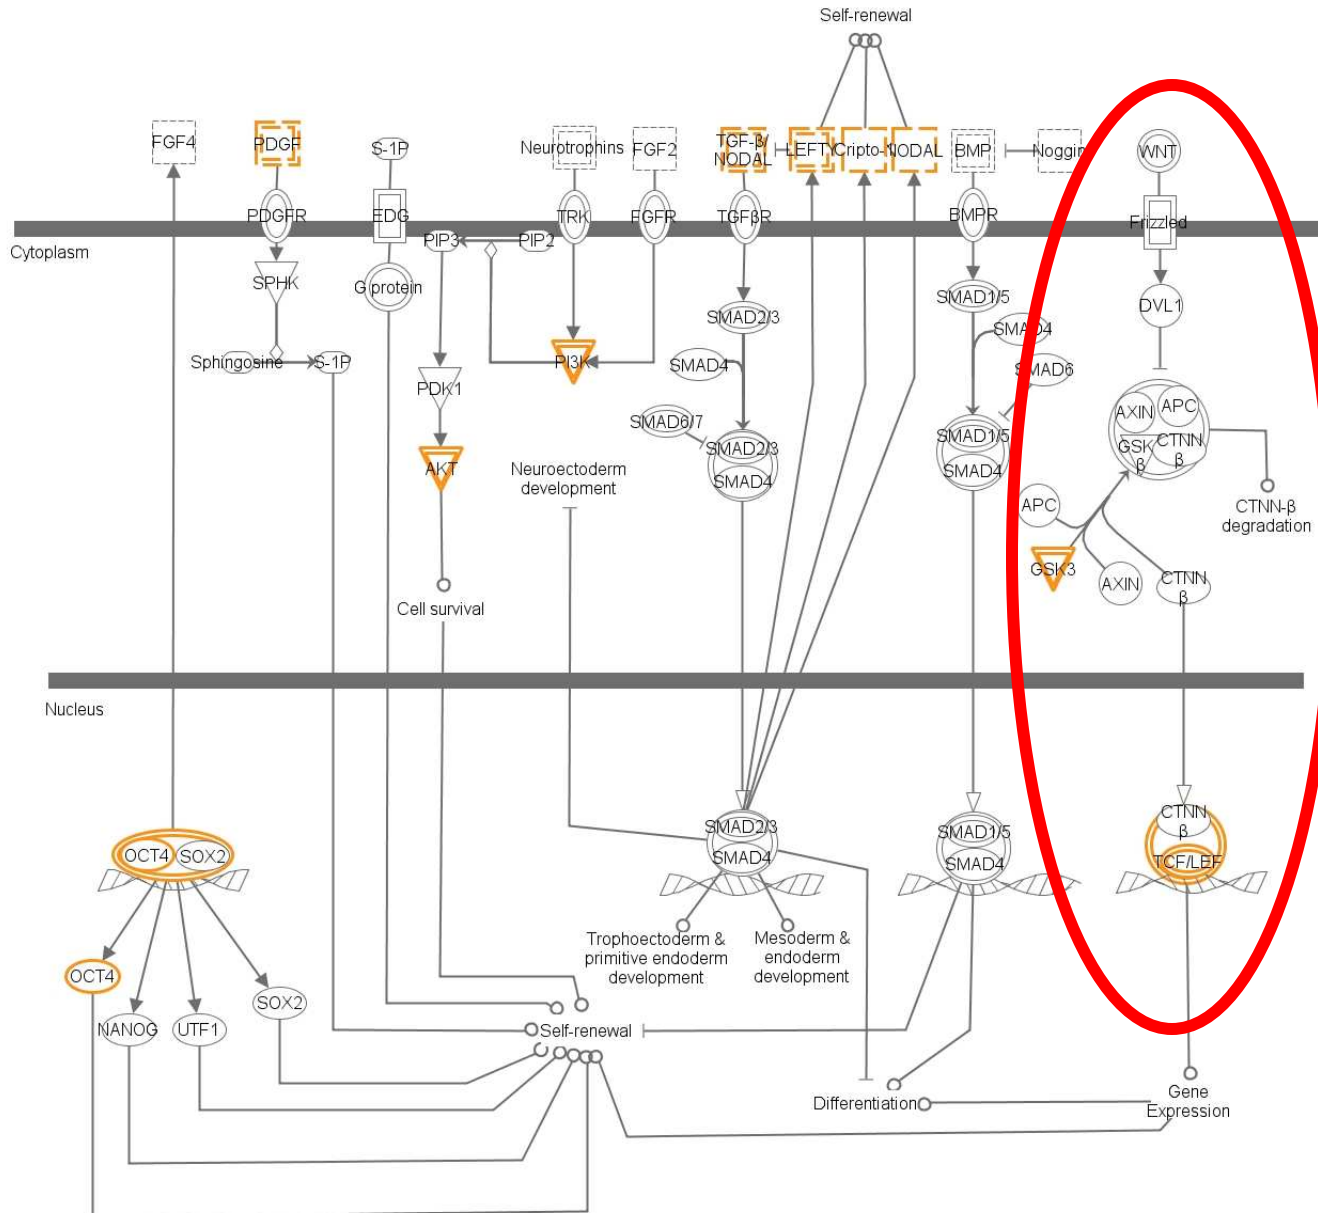 Self-renewal
FGF4
PDGF
S-1P
Neurotrophins
FGF2
TGF-β/
NODAL
LEFTY
Cripto-1
NODAL
BMP
Noggin
WNT
PDGFR
EDG
TRK
FGFR
TGFβR
BMPR
Frizzled
Cytoplasm
PIP3
PIP2
SPHK
G protein
SMAD2/3
SMAD1/5
SMAD4
DVL1
Sphingosine
S-1P
PI3K
SMAD4
SMAD6
PDK1
SMAD6/7
AXIN
APC
GSK
β
CTNN
β
SMAD2/3
SMAD4
SMAD1/5
SMAD4
AKT
Neuroectoderm
development
APC
CTNN-β
degradation
GSK3
AXIN
CTNN
β
Cell survival
Nucleus
OCT4
SOX2
SMAD2/3
SMAD4
SMAD1/5
SMAD4
CTNN
β
TCF/LEF
Trophoectoderm &
primitive endoderm
development
Mesoderm &
endoderm
development
OCT4
NANOG
UTF1
SOX2
Self-renewal
Differentiation
Gene
Expression